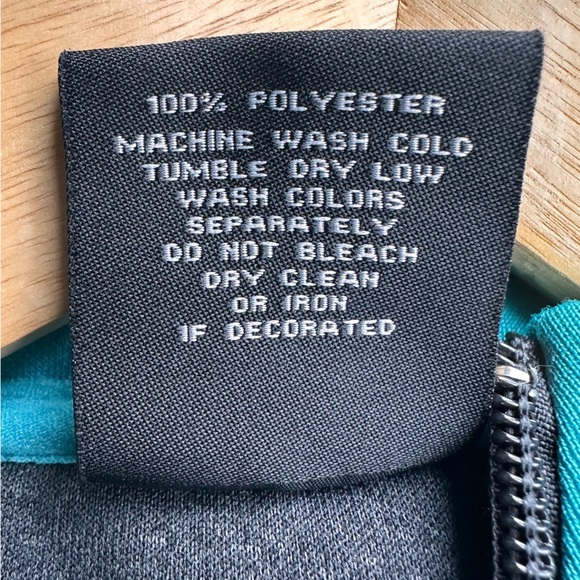 100% POLYESTER
MACHINE WASH COLD
TUMBLE DRY LOW
WASH COLORS
SEPARATELY
DO NOT BLEACH
DRY CLEAN
OR IRON
IF DECORATED